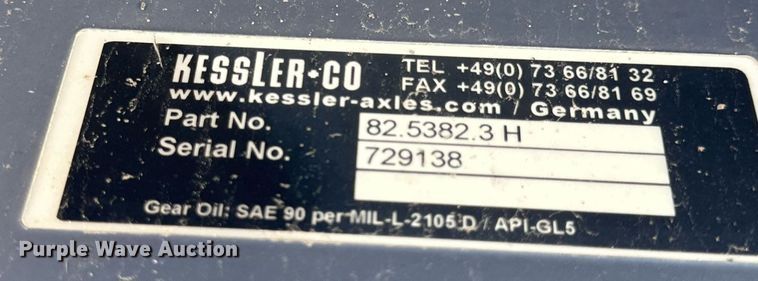 KESSLER·CO
TEL +49(0) 73 66/81 32
FAX +49(0) 73 66/81 69
www.kessler-axles.com / Germany
Part No. 82.5382.3 H
Serial No. 729138
Gear Oil: SAE 90 per MIL-L-2105 D / API-GL5
Purple Wave Auction